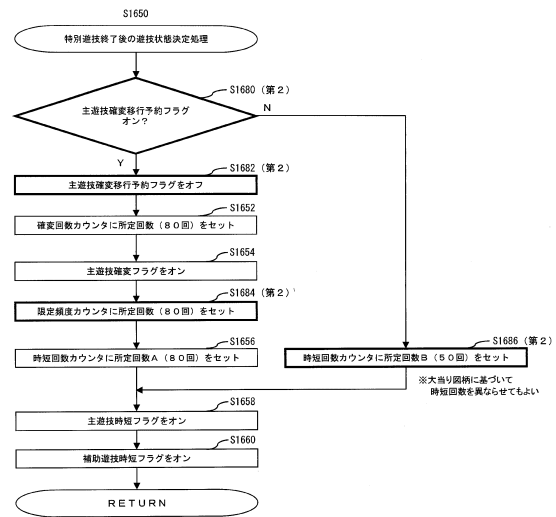 S1650
特別遊技終了後の遊技状態決定処理
S1680 (第2)
主遊技確変移行予約フラグ
オン?
N
Y
S1682 (第2)
主遊技確変移行予約フラグをオフ
S1652
確変回数カウンタに所定回数(80回)をセット
S1654
主遊技確変フラグをオン
S1684 (第2)
限定頻度カウンタに所定回数(80回)をセット
S1656
時短回数カウンタに所定回数A(80回)をセット
S1686 (第2)
時短回数カウンタに所定回数B(50回)をセット
※大当り図柄に基づいて
時短回数を異ならせてもよい
S1658
主遊技時短フラグをオン
S1660
補助遊技時短フラグをオン
RETURN